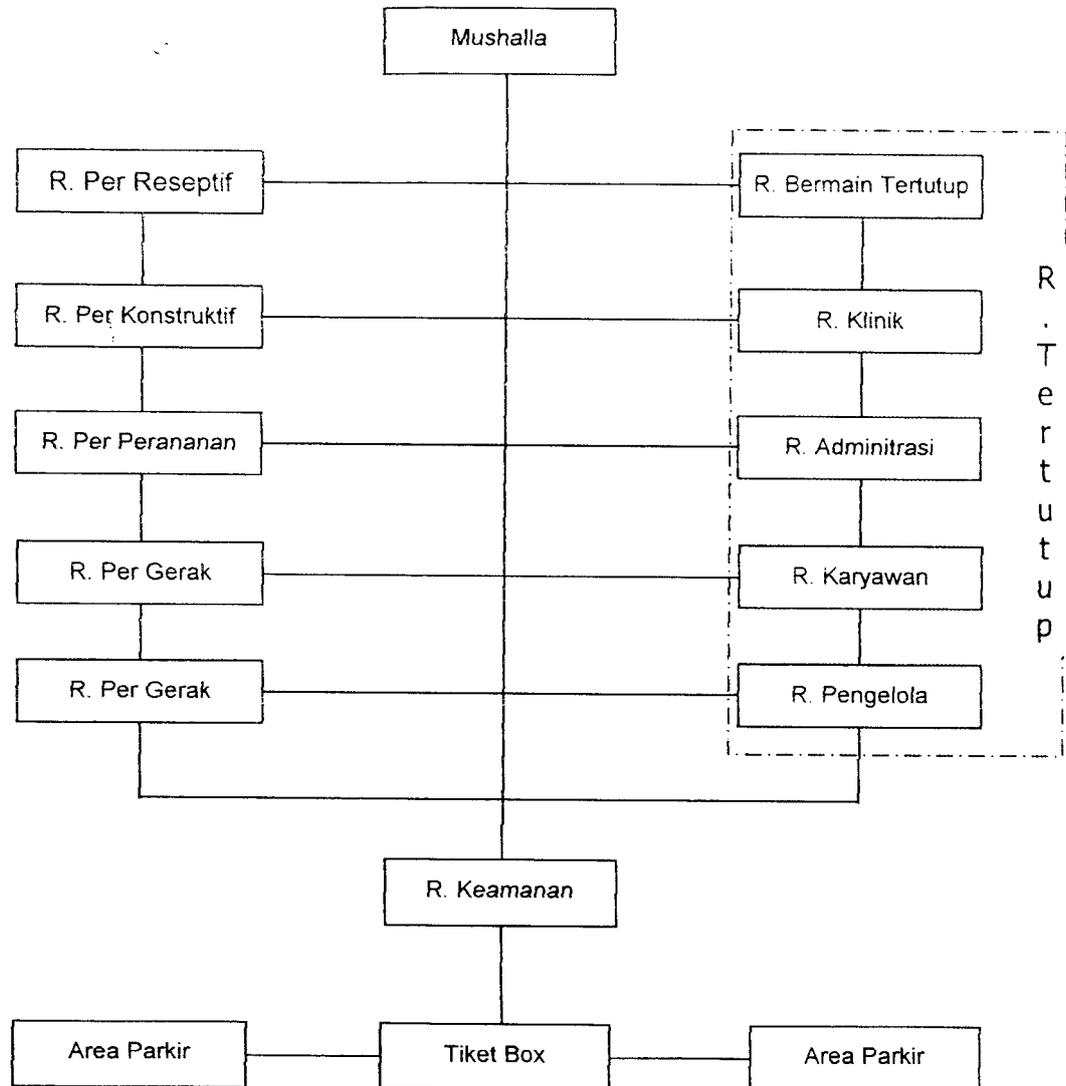 Mushalla
R. Per Reseptif
R. Bermain Tertutup
R. Per Konstruktif
R. Klinik
R. Per Perananan
R. Adminitrasi
R. Per Gerak
R. Karyawan
R. Per Gerak
R. Pengelola
R. Tertutup
R. Keamanan
Area Parkir
Tiket Box
Area Parkir